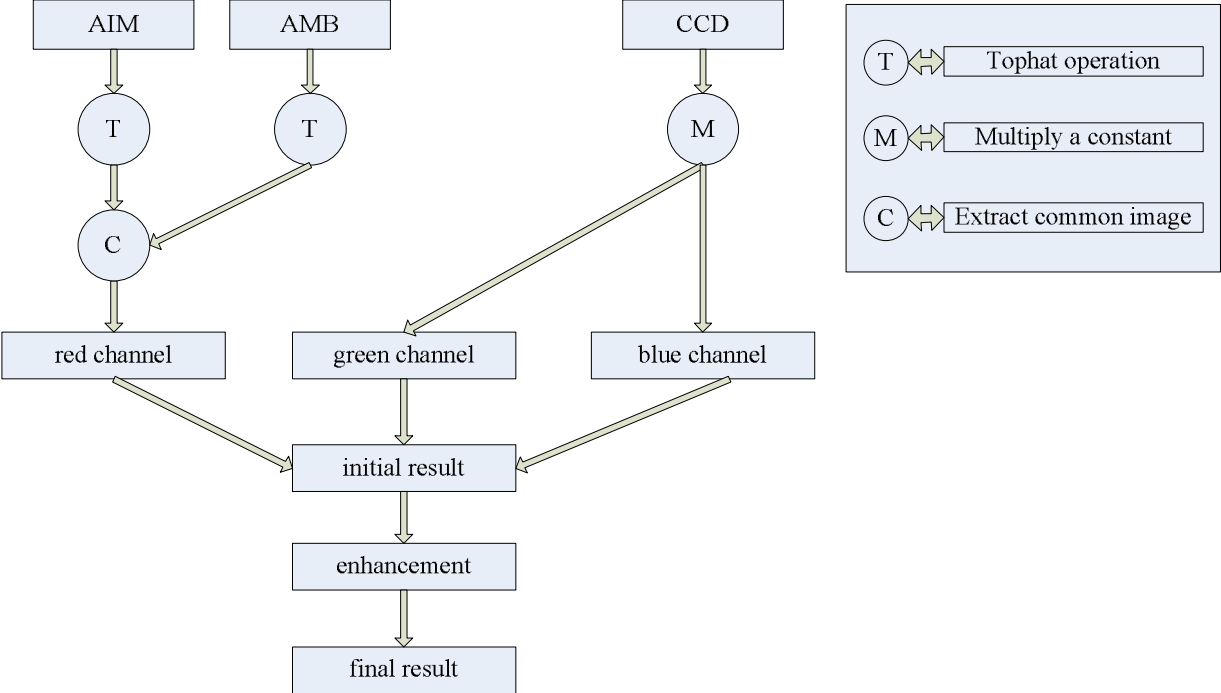 AIM
AMB
CCD
T
T
M
C
red channel
green channel
blue channel
initial result
enhancement
final result
T
Tophat operation
M
Multiply a constant
C
Extract common image